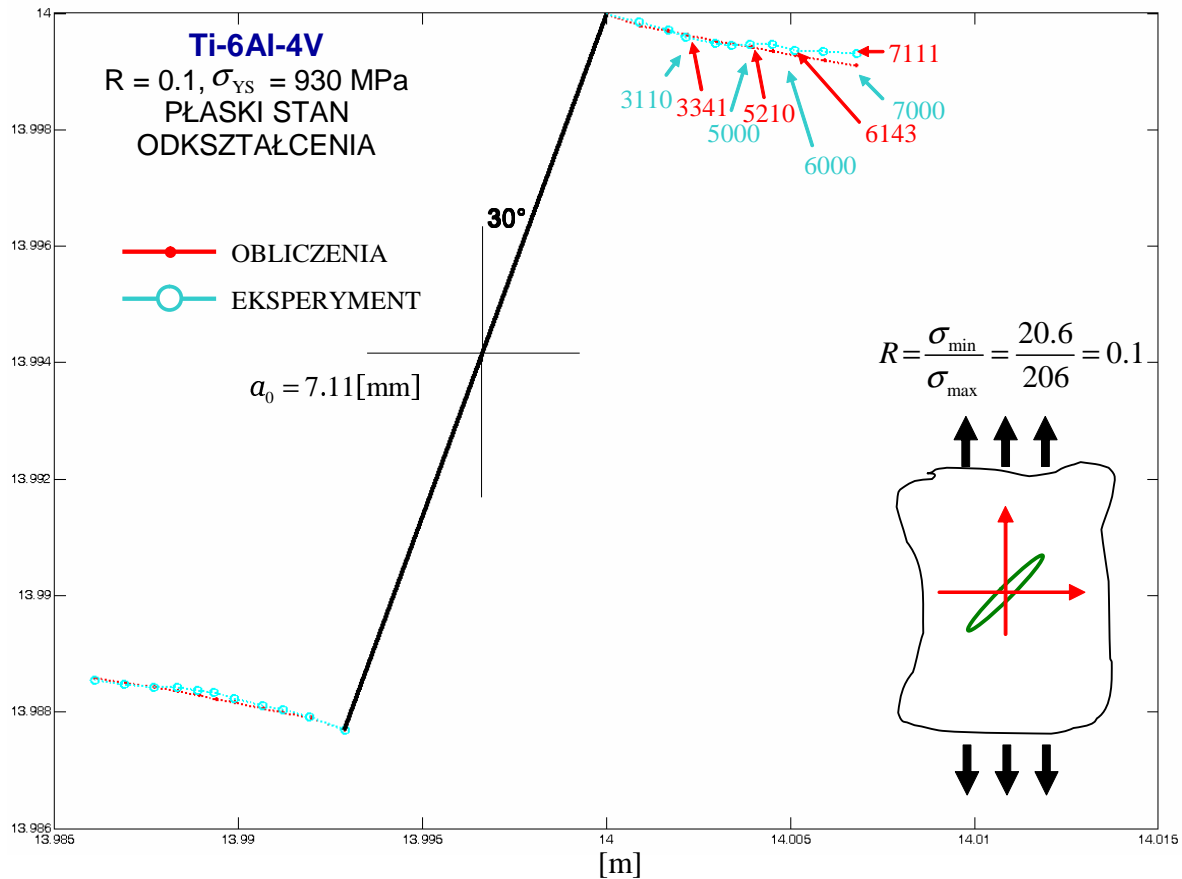 Ti-6Al-4V
R = 0.1, σYS = 930 MPa
PŁASKI STAN
ODKSZTAŁCENIA
OBLICZENIA
EKSPERYMENT
30°
a0 = 7.11[mm]
3110
3341
5000
5210
6000
6143
7000
7111
R = σmin/σmax = 20.6/206 = 0.1
14
13.998
13.996
13.994
13.992
13.99
13.988
13.986
13.985
13.99
13.995
14
14.005
14.01
14.015
[m]